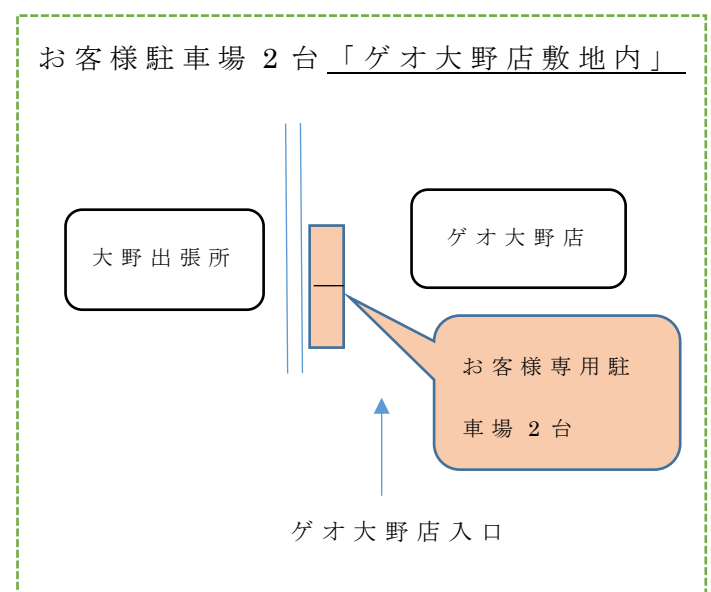 お客様駐車場2台「ゲオ大野店敷地内」
大野出張所
ゲオ大野店
お客様専用駐
車場2台
ゲオ大野店入口